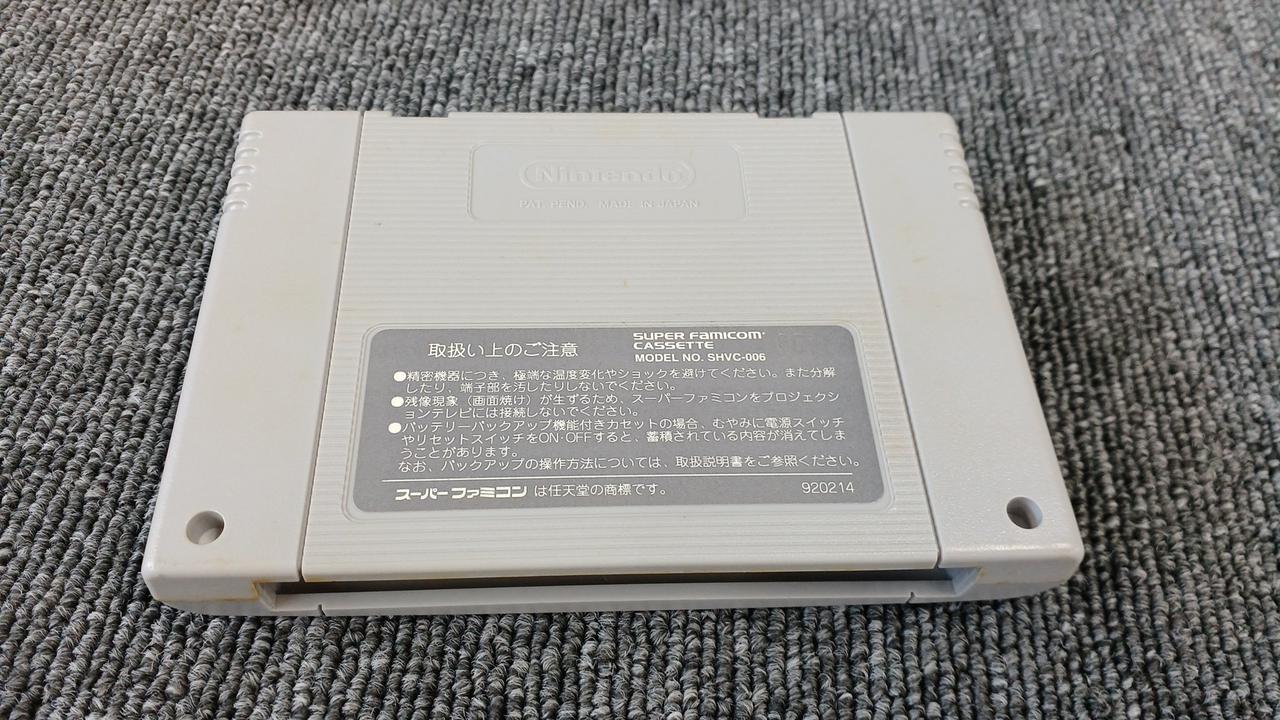 Nintendo
PAT. PEND. MADE IN JAPAN
取扱い上のご注意
SUPER FAMICOM
CASSETTE
MODEL NO. SHVC-006
●精密機器につき、極端な温度変化やショックを避けてください。また分解
したり、端子部を汚したりしないでください。
●残像現象（画面焼け）が生ずるため、スーパーファミコンをプロジェクシ
ョンテレビには接続しないでください。
●バッテリーバックアップ機能付きカセットの場合、むやみに電源スイッチ
やリセットスイッチをON・OFFすると、蓄積されている内容が消えてしま
うことがあります。
なお、バックアップの操作方法については、取扱説明書をご参照ください。
スーパーファミコン は任天堂の商標です。
920214